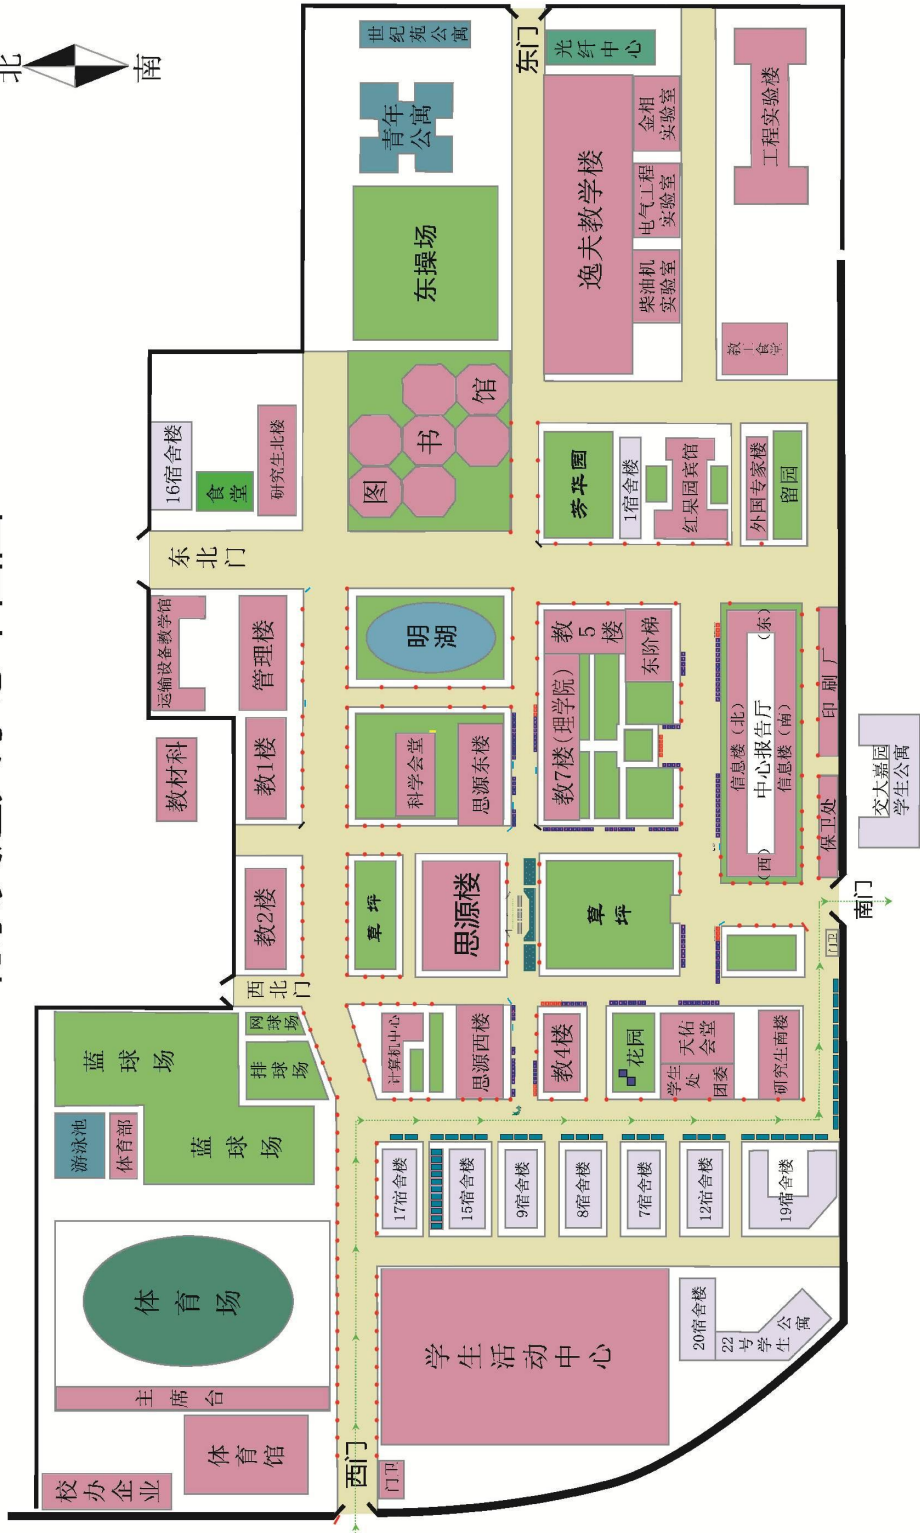 北
南
校办企业
体育馆
主席台
体育场
游泳池
体育部
蓝球场
蓝球场
排球场
网球场
西北门
教2楼
教材科
教1楼
运输设备教学馆
管理楼
东北门
16宿舍楼
食堂
研究生北楼
西门
门卫
学生活动中心
20宿舍楼
22号学生公寓
17宿舍楼
15宿舍楼
9宿舍楼
8宿舍楼
7宿舍楼
12宿舍楼
19宿舍楼
计算机中心
思源西楼
教4楼
花园
学生处
团委
天佑会堂
研究生南楼
草坪
思源楼
草坪
门卫
南门
科学会堂
思源东楼
明湖
教7楼(理学院)
教5楼
东阶梯
信息楼（北）
中心报告厅
信息楼（南）
（西）
（东）
保卫处
印刷厂
交大嘉园
学生公寓
图书馆
芳华园
1宿舍楼
红果园宾馆
外国专家楼
留园
东操场
青年公寓
世纪苑公寓
东门
光纤中心
逸夫教学楼
柴油机实验室
电气工程实验室
金相实验室
教工食堂
工程实验楼